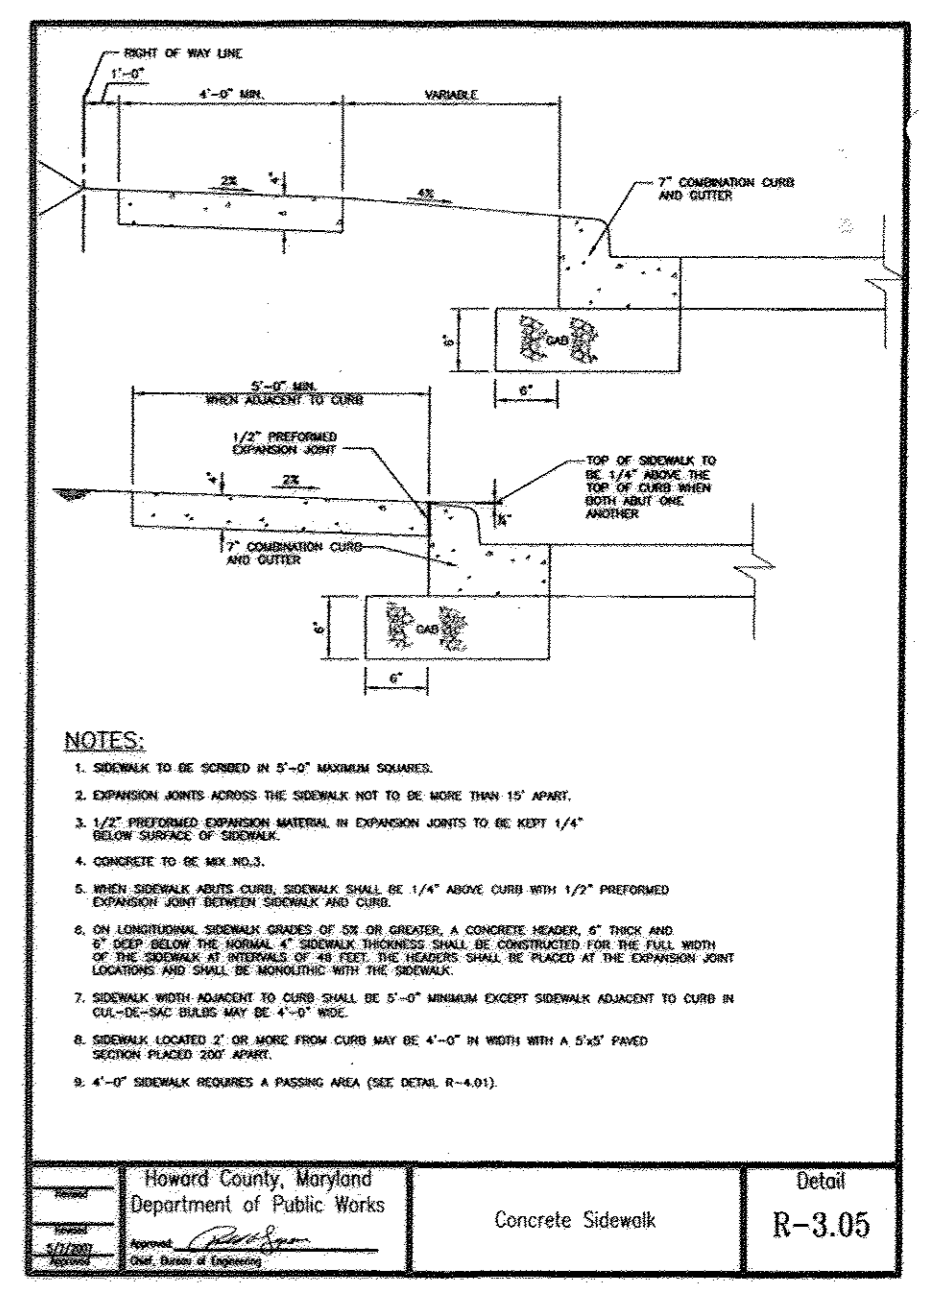 RIGHT OF WAY LINE
1'-0"
4'-0" MIN.
VARIABLE
2%
4"
4%
7" COMBINATION CURB
AND GUTTER
6"
GAB
6"
5'-0" MIN.
WHEN ADJACENT TO CURB
1/2" PREFORMED
EXPANSION JOINT
4"
2%
TOP OF SIDEWALK TO
BE 1/4" ABOVE THE
TOP OF CURB WHEN
BOTH ABUT ONE
ANOTHER
1/4"
7" COMBINATION CURB
AND GUTTER
6"
GAB
6"
NOTES:
1. SIDEWALK TO BE SCRIBED IN 5'-0" MAXIMUM SQUARES.
2. EXPANSION JOINTS ACROSS THE SIDEWALK NOT TO BE MORE THAN 15' APART.
3. 1/2" PREFORMED EXPANSION MATERIAL IN EXPANSION JOINTS TO BE KEPT 1/4"
BELOW SURFACE OF SIDEWALK.
4. CONCRETE TO BE MIX NO.3.
5. WHEN SIDEWALK ABUTS CURB, SIDEWALK SHALL BE 1/4" ABOVE CURB WITH 1/2" PREFORMED
EXPANSION JOINT BETWEEN SIDEWALK AND CURB.
6. ON LONGITUDINAL SIDEWALK GRADES OF 5% OR GREATER, A CONCRETE HEADER, 6" THICK AND
6" DEEP BELOW THE NORMAL 4" SIDEWALK THICKNESS SHALL BE CONSTRUCTED FOR THE FULL WIDTH
OF THE SIDEWALK AT INTERVALS OF 48 FEET. THE HEADERS SHALL BE PLACED AT THE EXPANSION JOINT
LOCATIONS AND SHALL BE MONOLITHIC WITH THE SIDEWALK.
7. SIDEWALK WIDTH ADJACENT TO CURB SHALL BE 5'-0" MINIMUM EXCEPT SIDEWALK ADJACENT TO CURB IN
CUL-DE-SAC BULBS MAY BE 4'-0" WIDE.
8. SIDEWALK LOCATED 2' OR MORE FROM CURB MAY BE 4'-0" IN WIDTH WITH A 5'x5' PAVED
SECTION PLACED 200' APART.
9. 4'-0" SIDEWALK REQUIRES A PASSING AREA (SEE DETAIL R-4.01).
Revised
Revised
5/7/2007
Approved
Howard County, Maryland
Department of Public Works
Approved:
Chief, Bureau of Engineering
Concrete Sidewalk
Detail
R-3.05